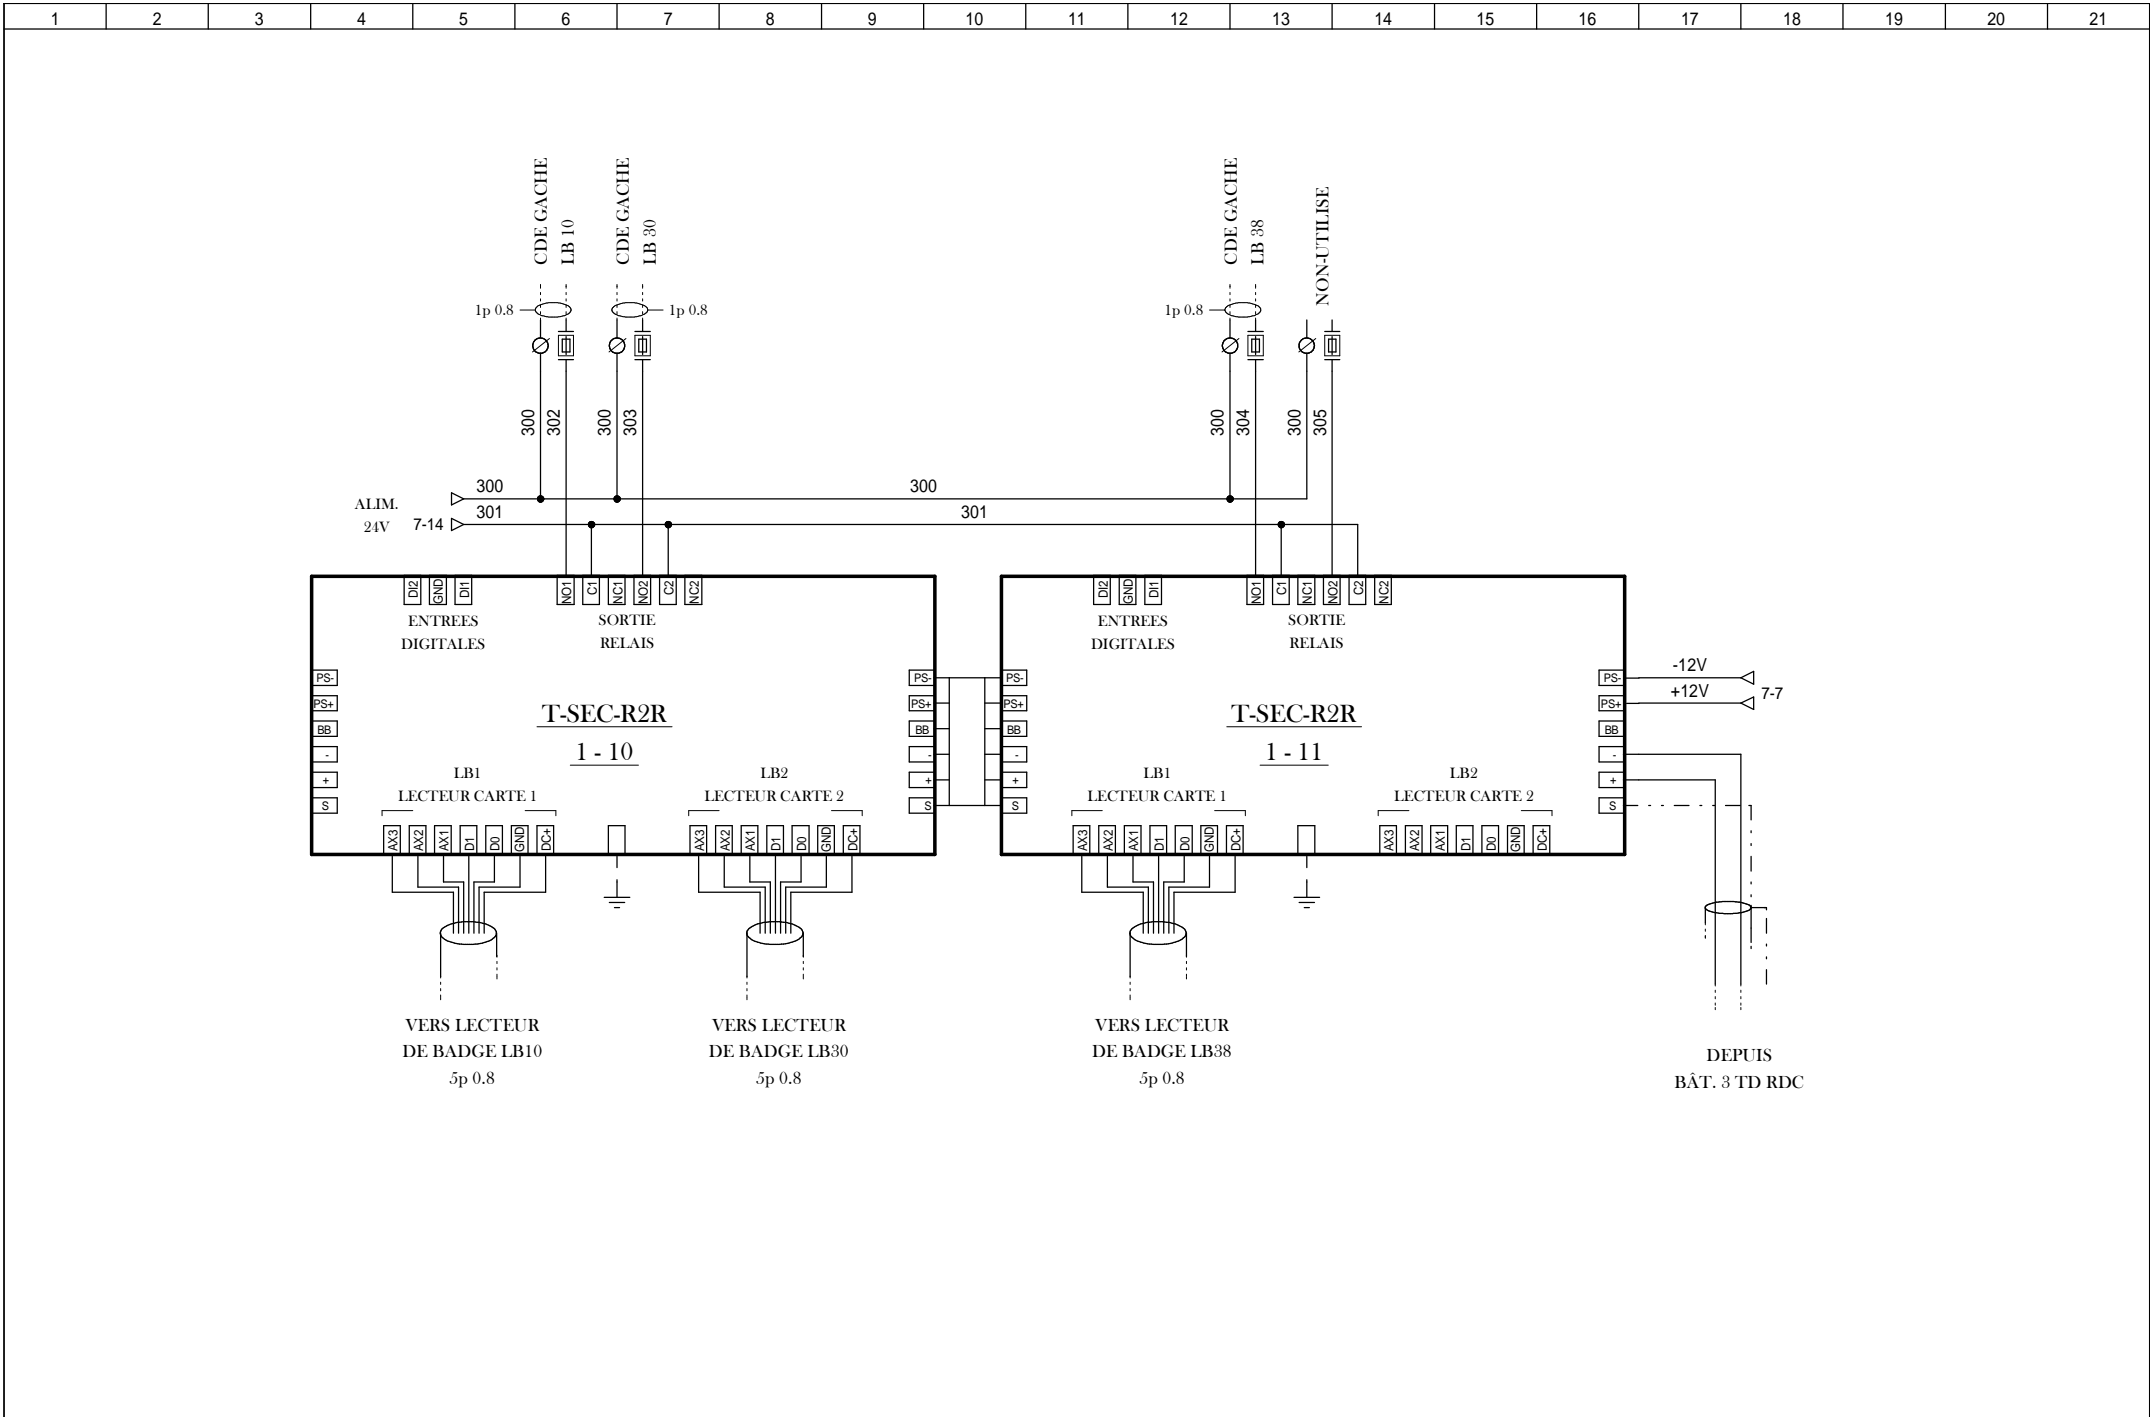 1 2 3 4 5 6 7 8 9 10 11 12 13 14 15 16 17 18 19 20 21
CDE GACHE
LB 10
CDE GACHE
LB 30
CDE GACHE
LB 38
NON-UTILISE
1p 0.8
1p 0.8
1p 0.8
300
302
300
303
300
304
300
305
ALIM.
24V
7-14
300
301
300
301
DI2 GND DI1
NO1 C1 NC1 NO2 C2 NC2
ENTREES
DIGITALES
SORTIE
RELAIS
PS-
PS+
BB
-
+
S
T-SEC-R2R
1 - 10
PS-
PS+
BB
-
+
S
LB1
LECTEUR CARTE 1
LB2
LECTEUR CARTE 2
AX3 AX2 AX1 D1 D0 GND DC+
AX3 AX2 AX1 D1 D0 GND DC+
DI2 GND DI1
NO1 C1 NC1 NO2 C2 NC2
ENTREES
DIGITALES
SORTIE
RELAIS
PS-
PS+
BB
-
+
S
T-SEC-R2R
1 - 11
PS-
PS+
BB
-
+
S
LB1
LECTEUR CARTE 1
LB2
LECTEUR CARTE 2
AX3 AX2 AX1 D1 D0 GND DC+
AX3 AX2 AX1 D1 D0 GND DC+
-12V
+12V
7-7
VERS LECTEUR
DE BADGE LB10
5p 0.8
VERS LECTEUR
DE BADGE LB30
5p 0.8
VERS LECTEUR
DE BADGE LB38
5p 0.8
DEPUIS
BÂT. 3 TD RDC